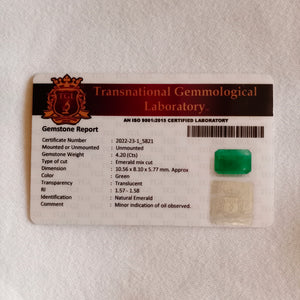 TGL
Transnational Gemmological
Laboratory
AN ISO 9001:2015 CERTIFIED LABORATORY
Gemstone Report
Certificate Number : 2022-23-1_5821
Mounted or Unmounted : Unmounted
Gemstone Weight : 4.20 (Cts)
Type of cut : Emerald mix cut
Dimension : 10.56 x 8.10 x 5.77 mm. Approx
Color : Green
Transparency : Translucent
RI : 1.57 - 1.58
Identification : Natural Emerald
Comment : Minor indication of oil observed.